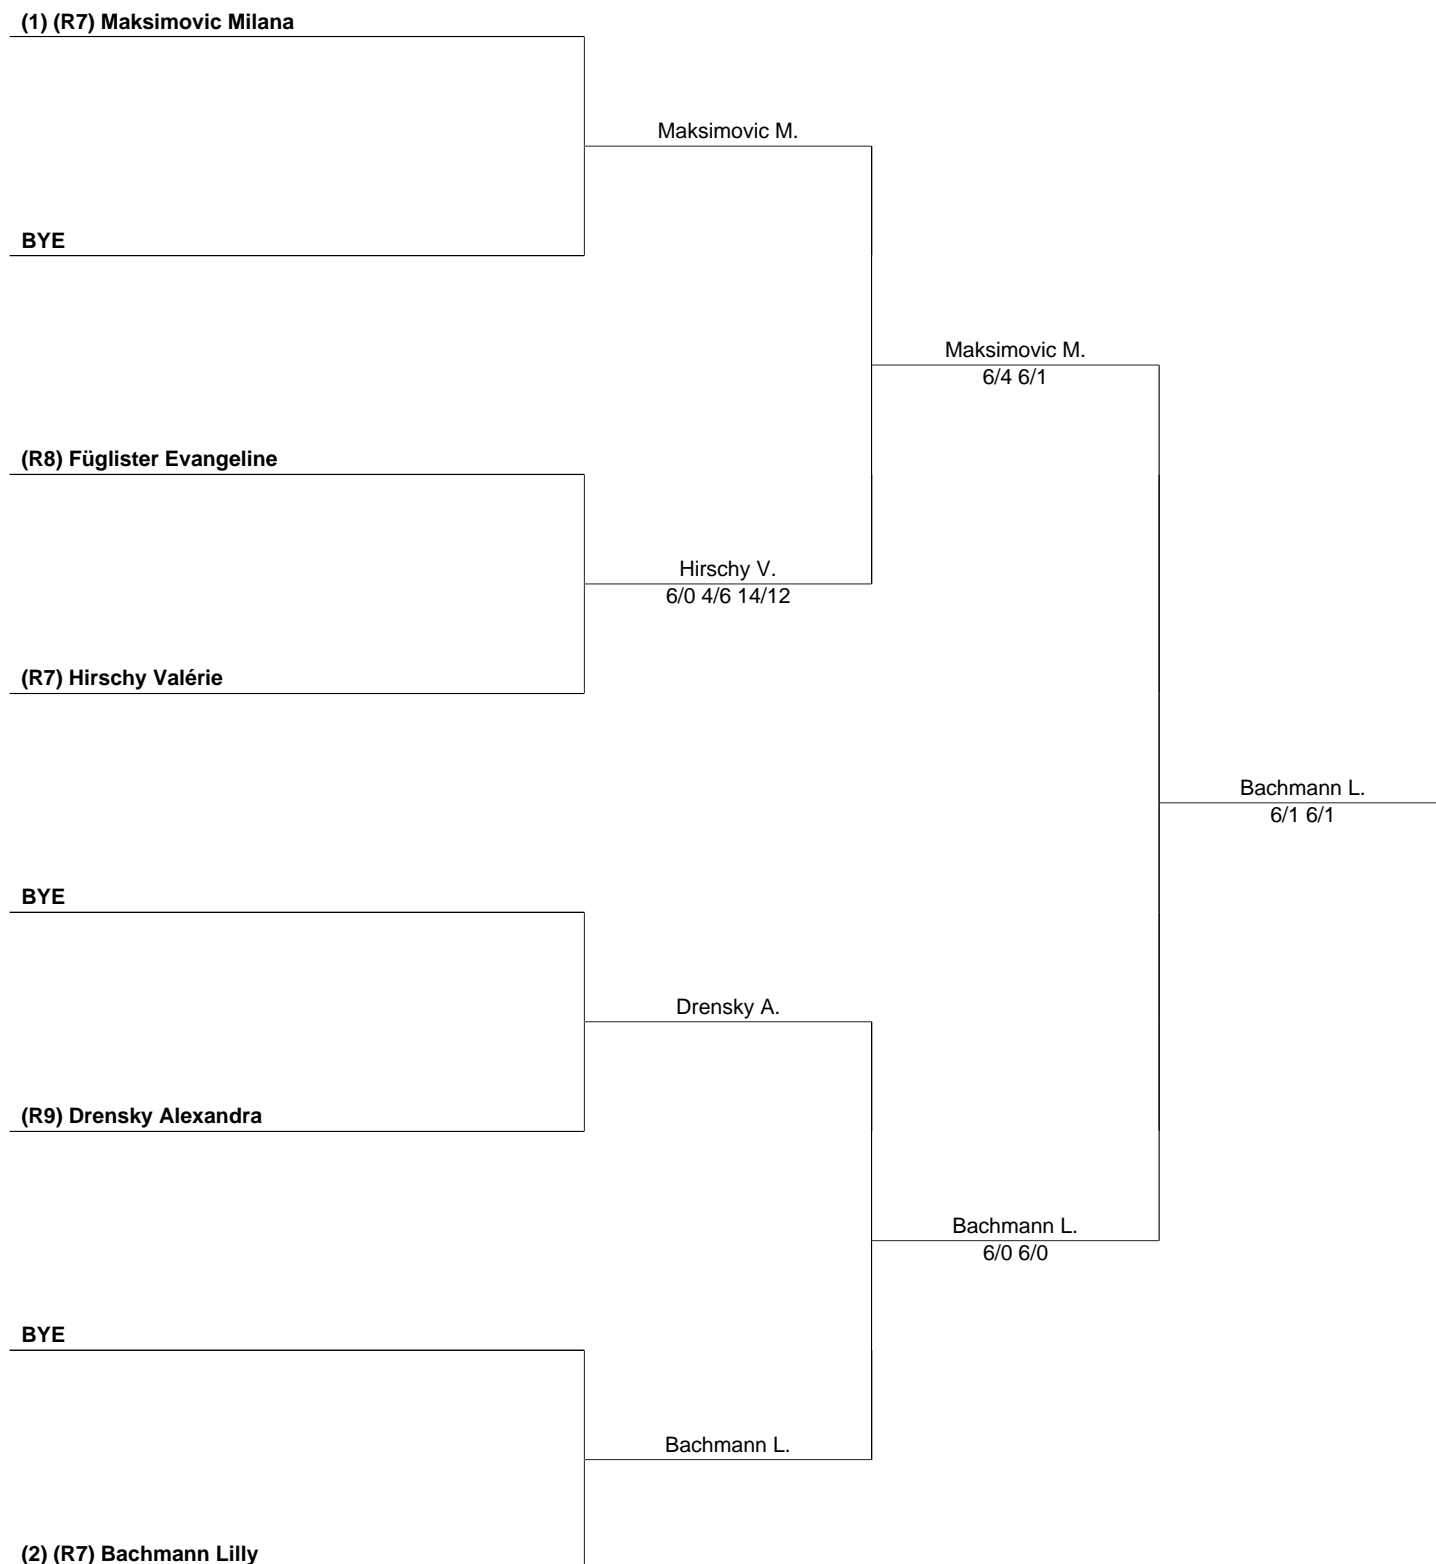 (1) (R7) Maksimovic Milana
Maksimovic M.
BYE
Maksimovic M.
6/4 6/1
(R8) Füglister Evangeline
Hirschy V.
6/0 4/6 14/12
(R7) Hirschy Valérie
Bachmann L.
6/1 6/1
BYE
Drensky A.
(R9) Drensky Alexandra
Bachmann L.
6/0 6/0
BYE
Bachmann L.
(2) (R7) Bachmann Lilly